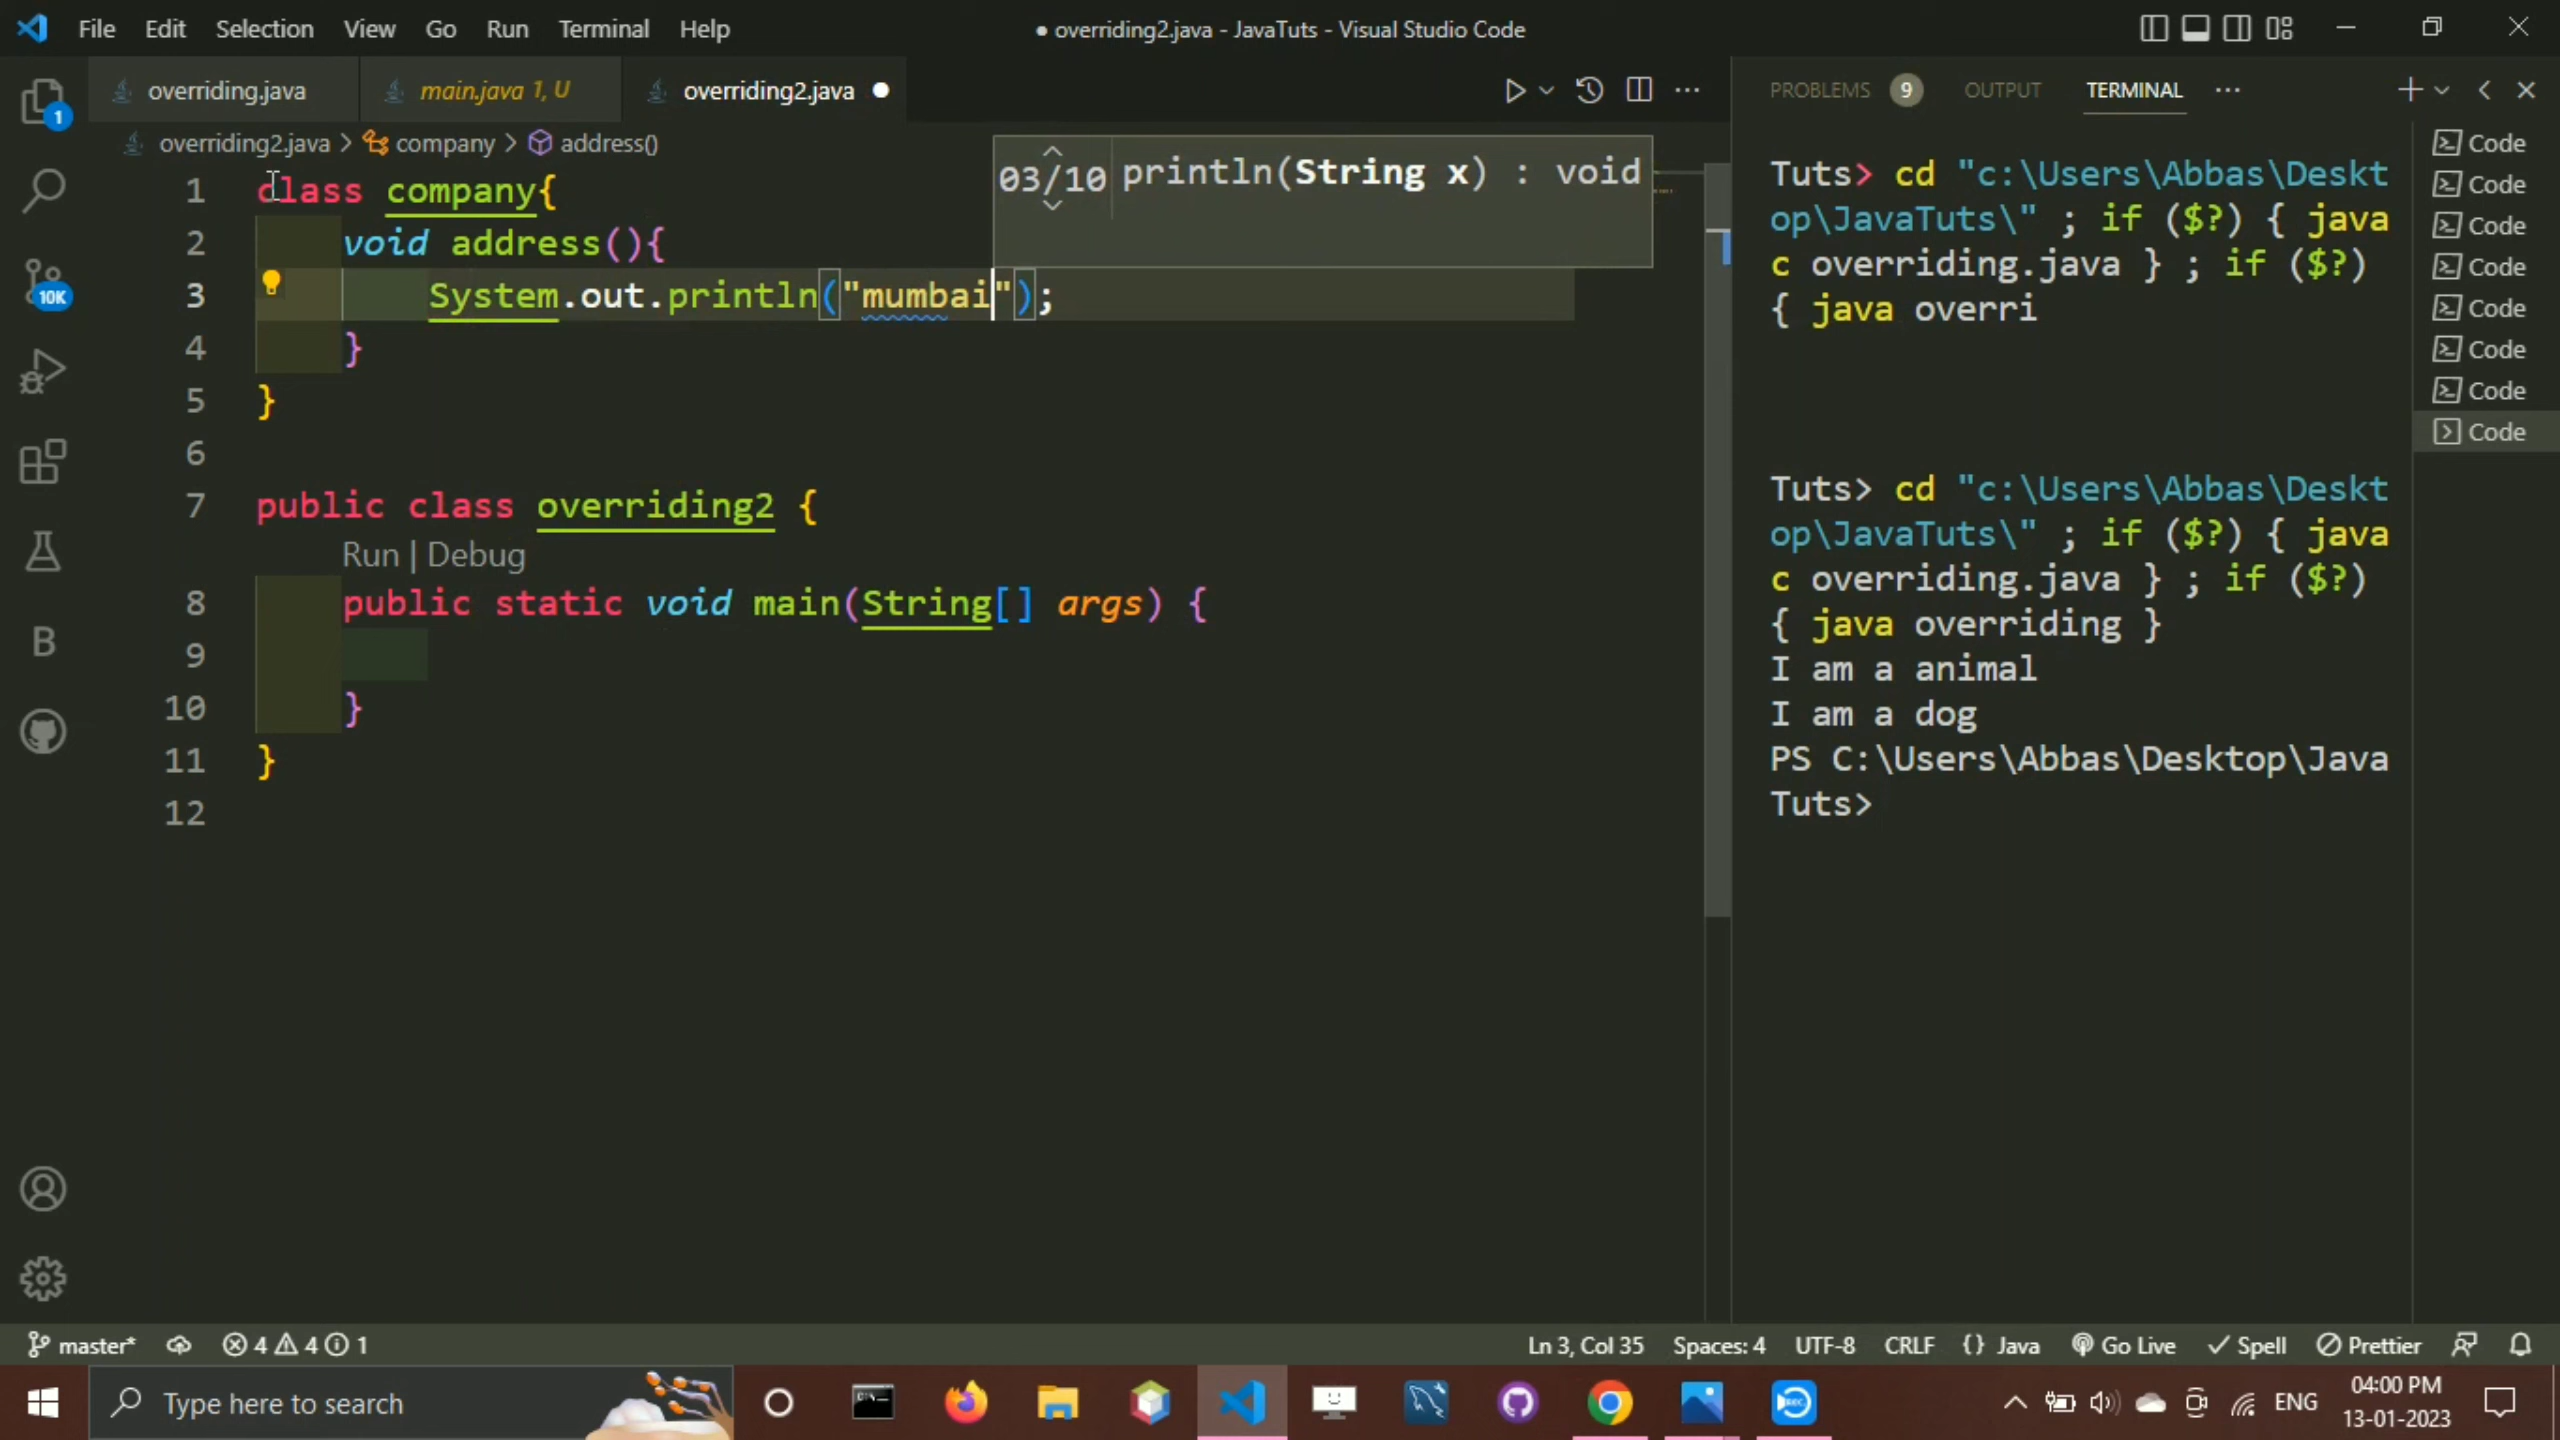 File Edit Selection View Go Run Terminal Help
● overriding2.java - JavaTuts - Visual Studio Code
overriding.java
main.java 1, U
overriding2.java
overriding2.java > company > address()
1 class company{
2 void address(){
3 System.out.println("mumbai");
4 }
5 }
6
7 public class overriding2 {
Run | Debug
8 public static void main(String[] args) {
9
10 }
11 }
12
03/10 println(String x) : void
PROBLEMS 9 OUTPUT TERMINAL
Tuts> cd "c:\Users\Abbas\Deskt
op\JavaTuts\" ; if ($?) { java
c overriding.java } ; if ($?)
{ java overri
Tuts> cd "c:\Users\Abbas\Deskt
op\JavaTuts\" ; if ($?) { java
c overriding.java } ; if ($?)
{ java overriding }
I am a animal
I am a dog
PS C:\Users\Abbas\Desktop\Java
Tuts>
Code
Code
Code
Code
Code
Code
Code
Code
1
10K
B
master* 4 4 1
Ln 3, Col 35 Spaces: 4 UTF-8 CRLF {} Java Go Live Spell Prettier
Type here to search
ENG
04:00 PM
13-01-2023